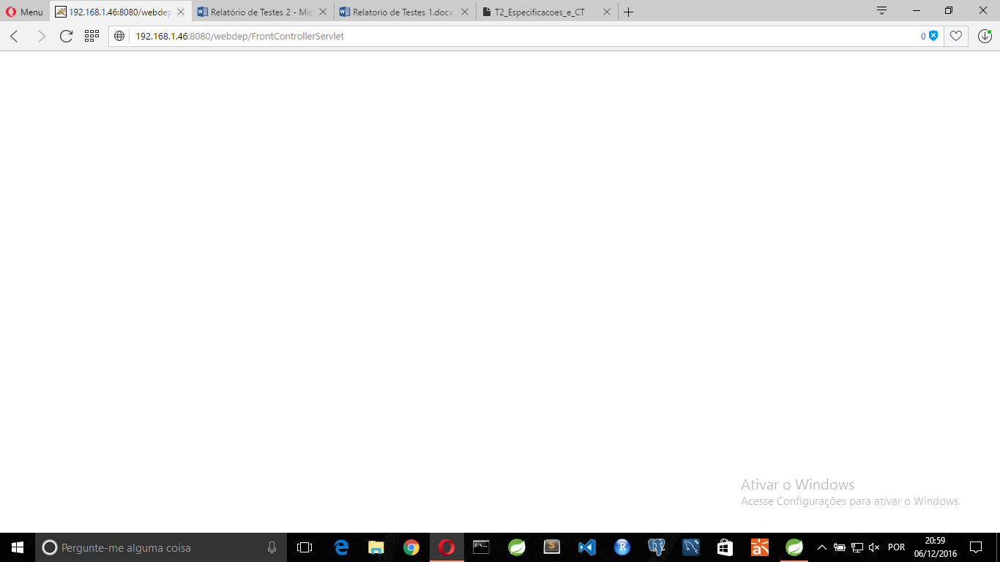 Menu
192.168.1.46:8080/webdep
Relatório de Testes 2 - Mic
Relatorio de Testes 1.docx
T2_Especificacoes_e_CT
192.168.1.46:8080/webdep/FrontControllerServlet
0
Ativar o Windows
Acesse Configurações para ativar o Windows.
Pergunte-me alguma coisa
POR
20:59
06/12/2016